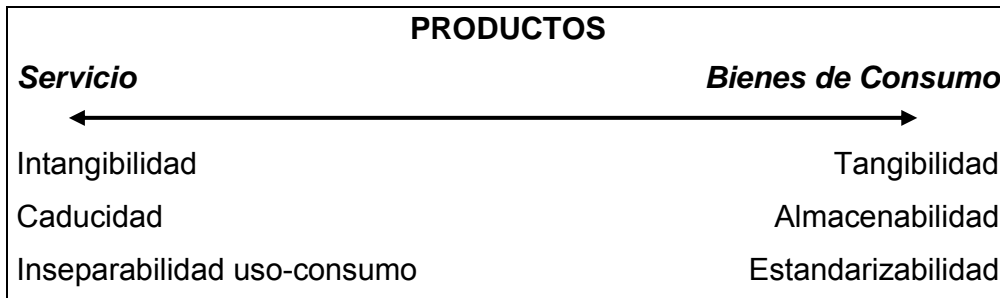 PRODUCTOS
Servicio Bienes de Consumo
Intangibilidad Tangibilidad
Caducidad Almacenabilidad
Inseparabilidad uso-consumo Estandarizabilidad